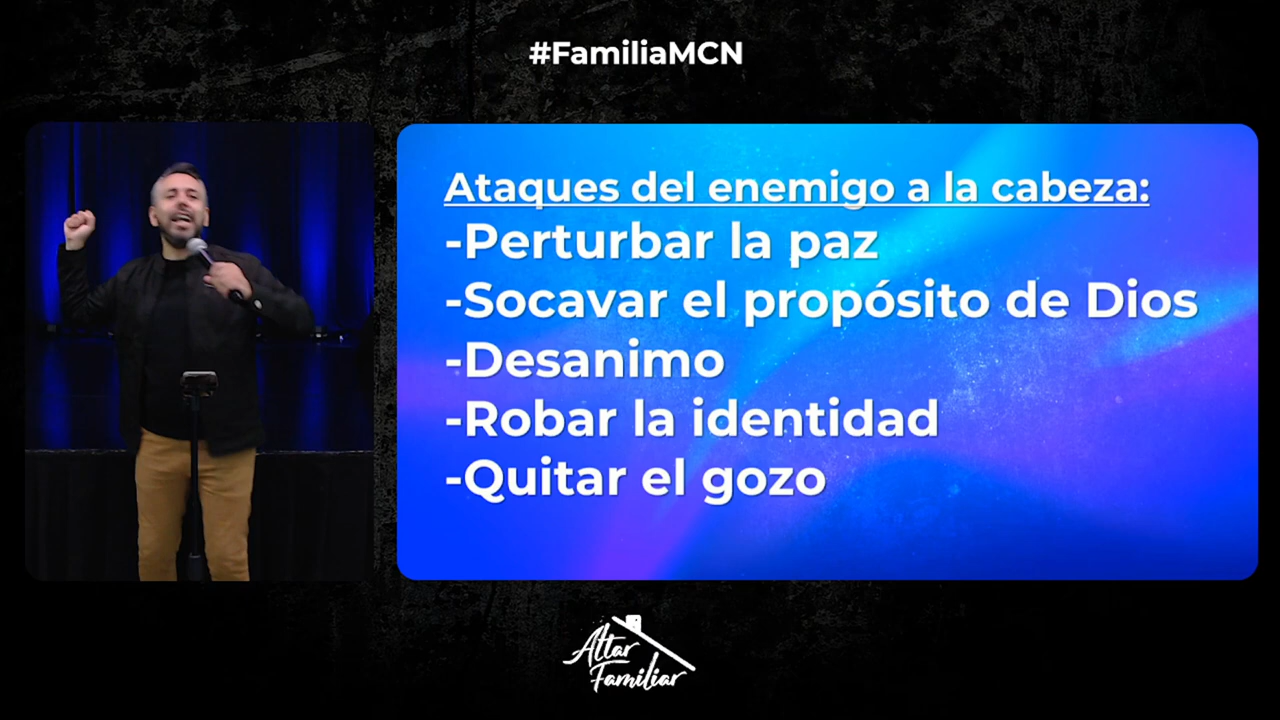 #FamiliaMCN
Ataques del enemigo a la cabeza:
-Perturbar la paz
-Socavar el propósito de Dios
-Desanimo
-Robar la identidad
-Quitar el gozo
Altar
Familiar